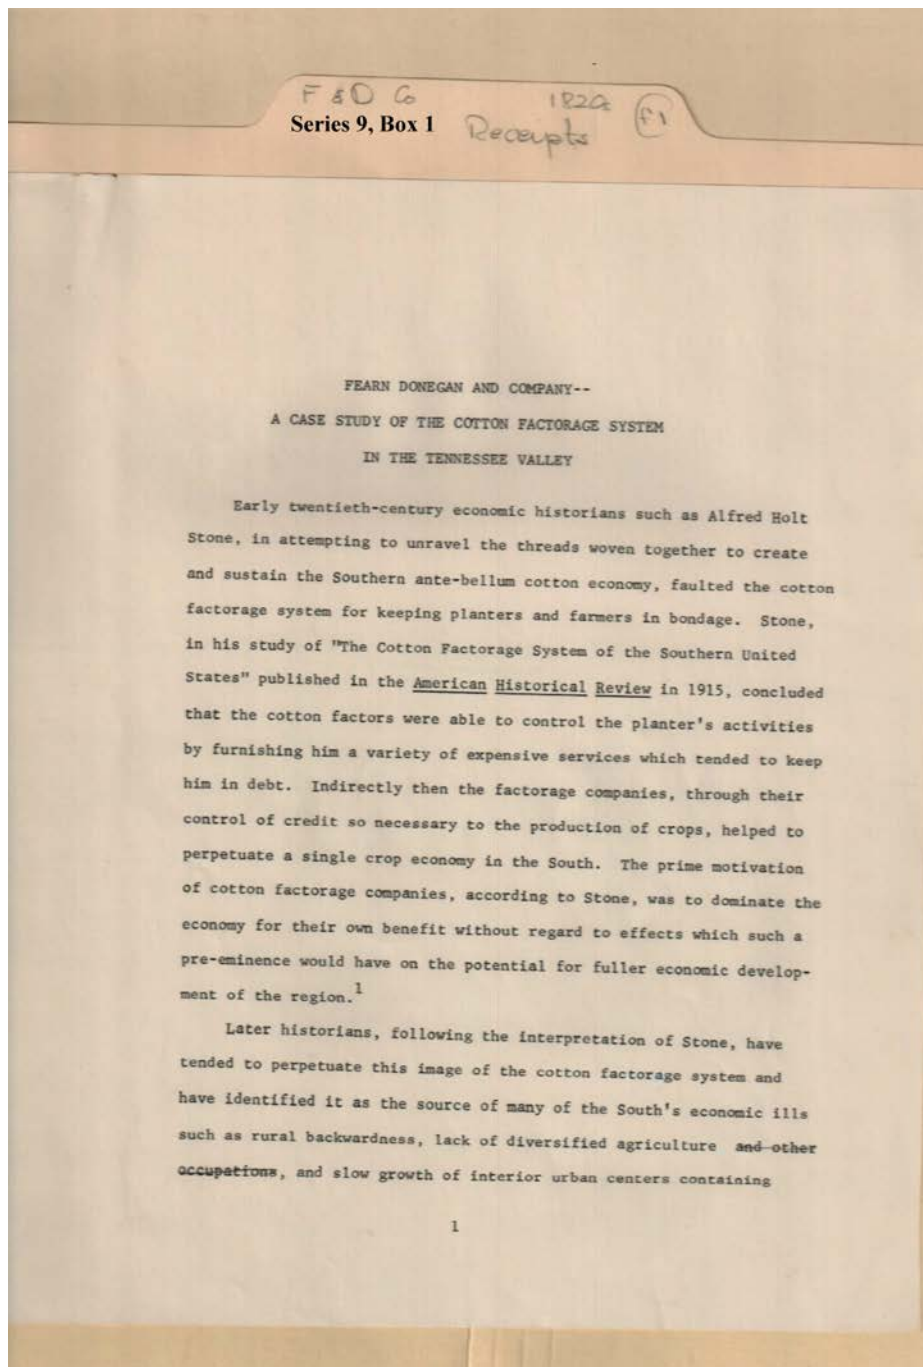 F & D Co 1820s f1
Series 9, Box 1 Receipts
FEARN DONEGAN AND COMPANY--
A CASE STUDY OF THE COTTON FACTORAGE SYSTEM
IN THE TENNESSEE VALLEY
Early twentieth-century economic historians such as Alfred Holt
Stone, in attempting to unravel the threads woven together to create
and sustain the Southern ante-bellum cotton economy, faulted the cotton
factorage system for keeping planters and farmers in bondage. Stone,
in his study of "The Cotton Factorage System of the Southern United
States" published in the American Historical Review in 1915, concluded
that the cotton factors were able to control the planter's activities
by furnishing him a variety of expensive services which tended to keep
him in debt. Indirectly then the factorage companies, through their
control of credit so necessary to the production of crops, helped to
perpetuate a single crop economy in the South. The prime motivation
of cotton factorage companies, according to Stone, was to dominate the
economy for their own benefit without regard to effects which such a
pre-eminence would have on the potential for fuller economic develop-
ment of the region.1
Later historians, following the interpretation of Stone, have
tended to perpetuate this image of the cotton factorage system and
have identified it as the source of many of the South's economic ills
such as rural backwardness, lack of diversified agriculture and other
occupations, and slow growth of interior urban centers containing
1